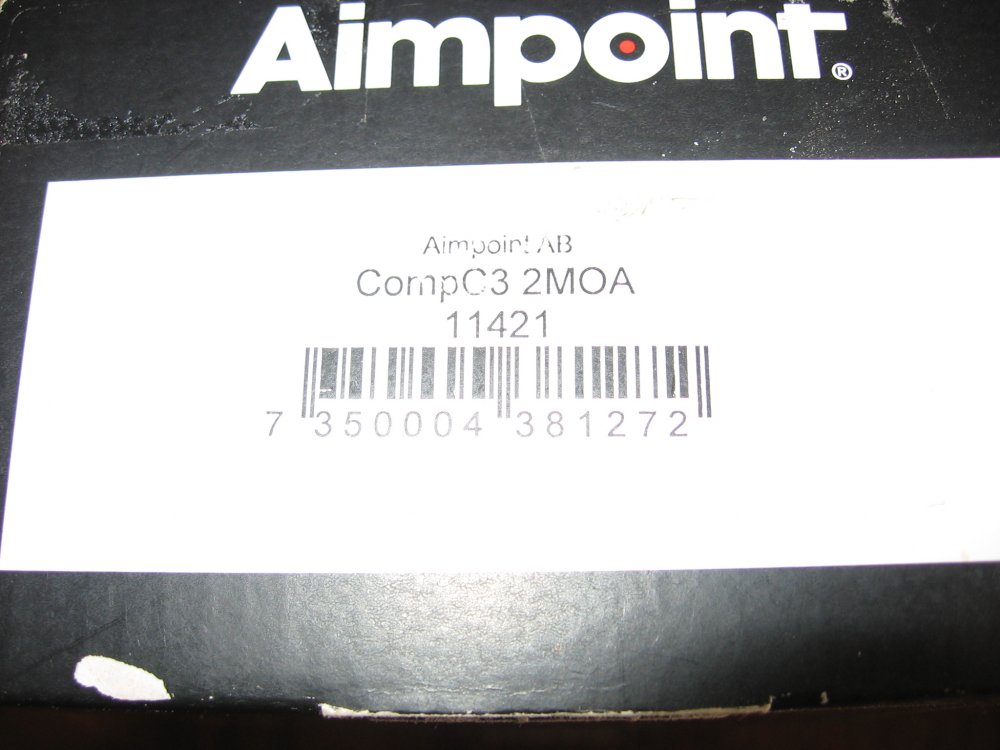 Aimpoint®
Aimpoint AB
CompC3 2MOA
11421
7 350004 381272